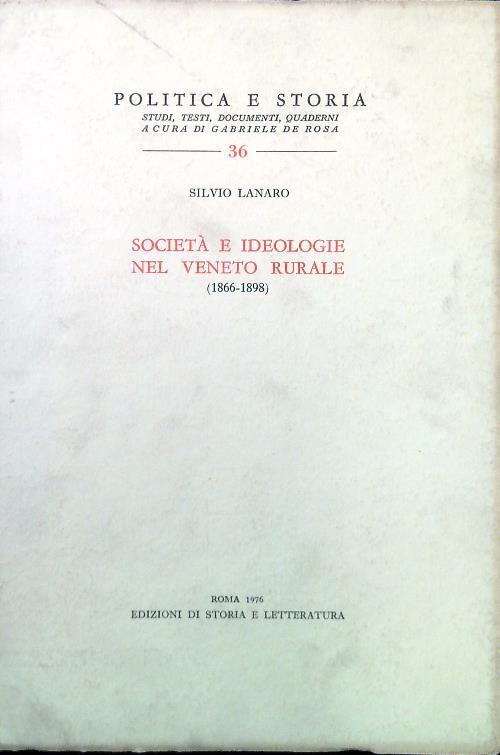 POLITICA E STORIA
STUDI, TESTI, DOCUMENTI, QUADERNI
A CURA DI GABRIELE DE ROSA
36
SILVIO LANARO
SOCIETÀ E IDEOLOGIE
NEL VENETO RURALE
(1866-1898)
ROMA 1976
EDIZIONI DI STORIA E LETTERATURA